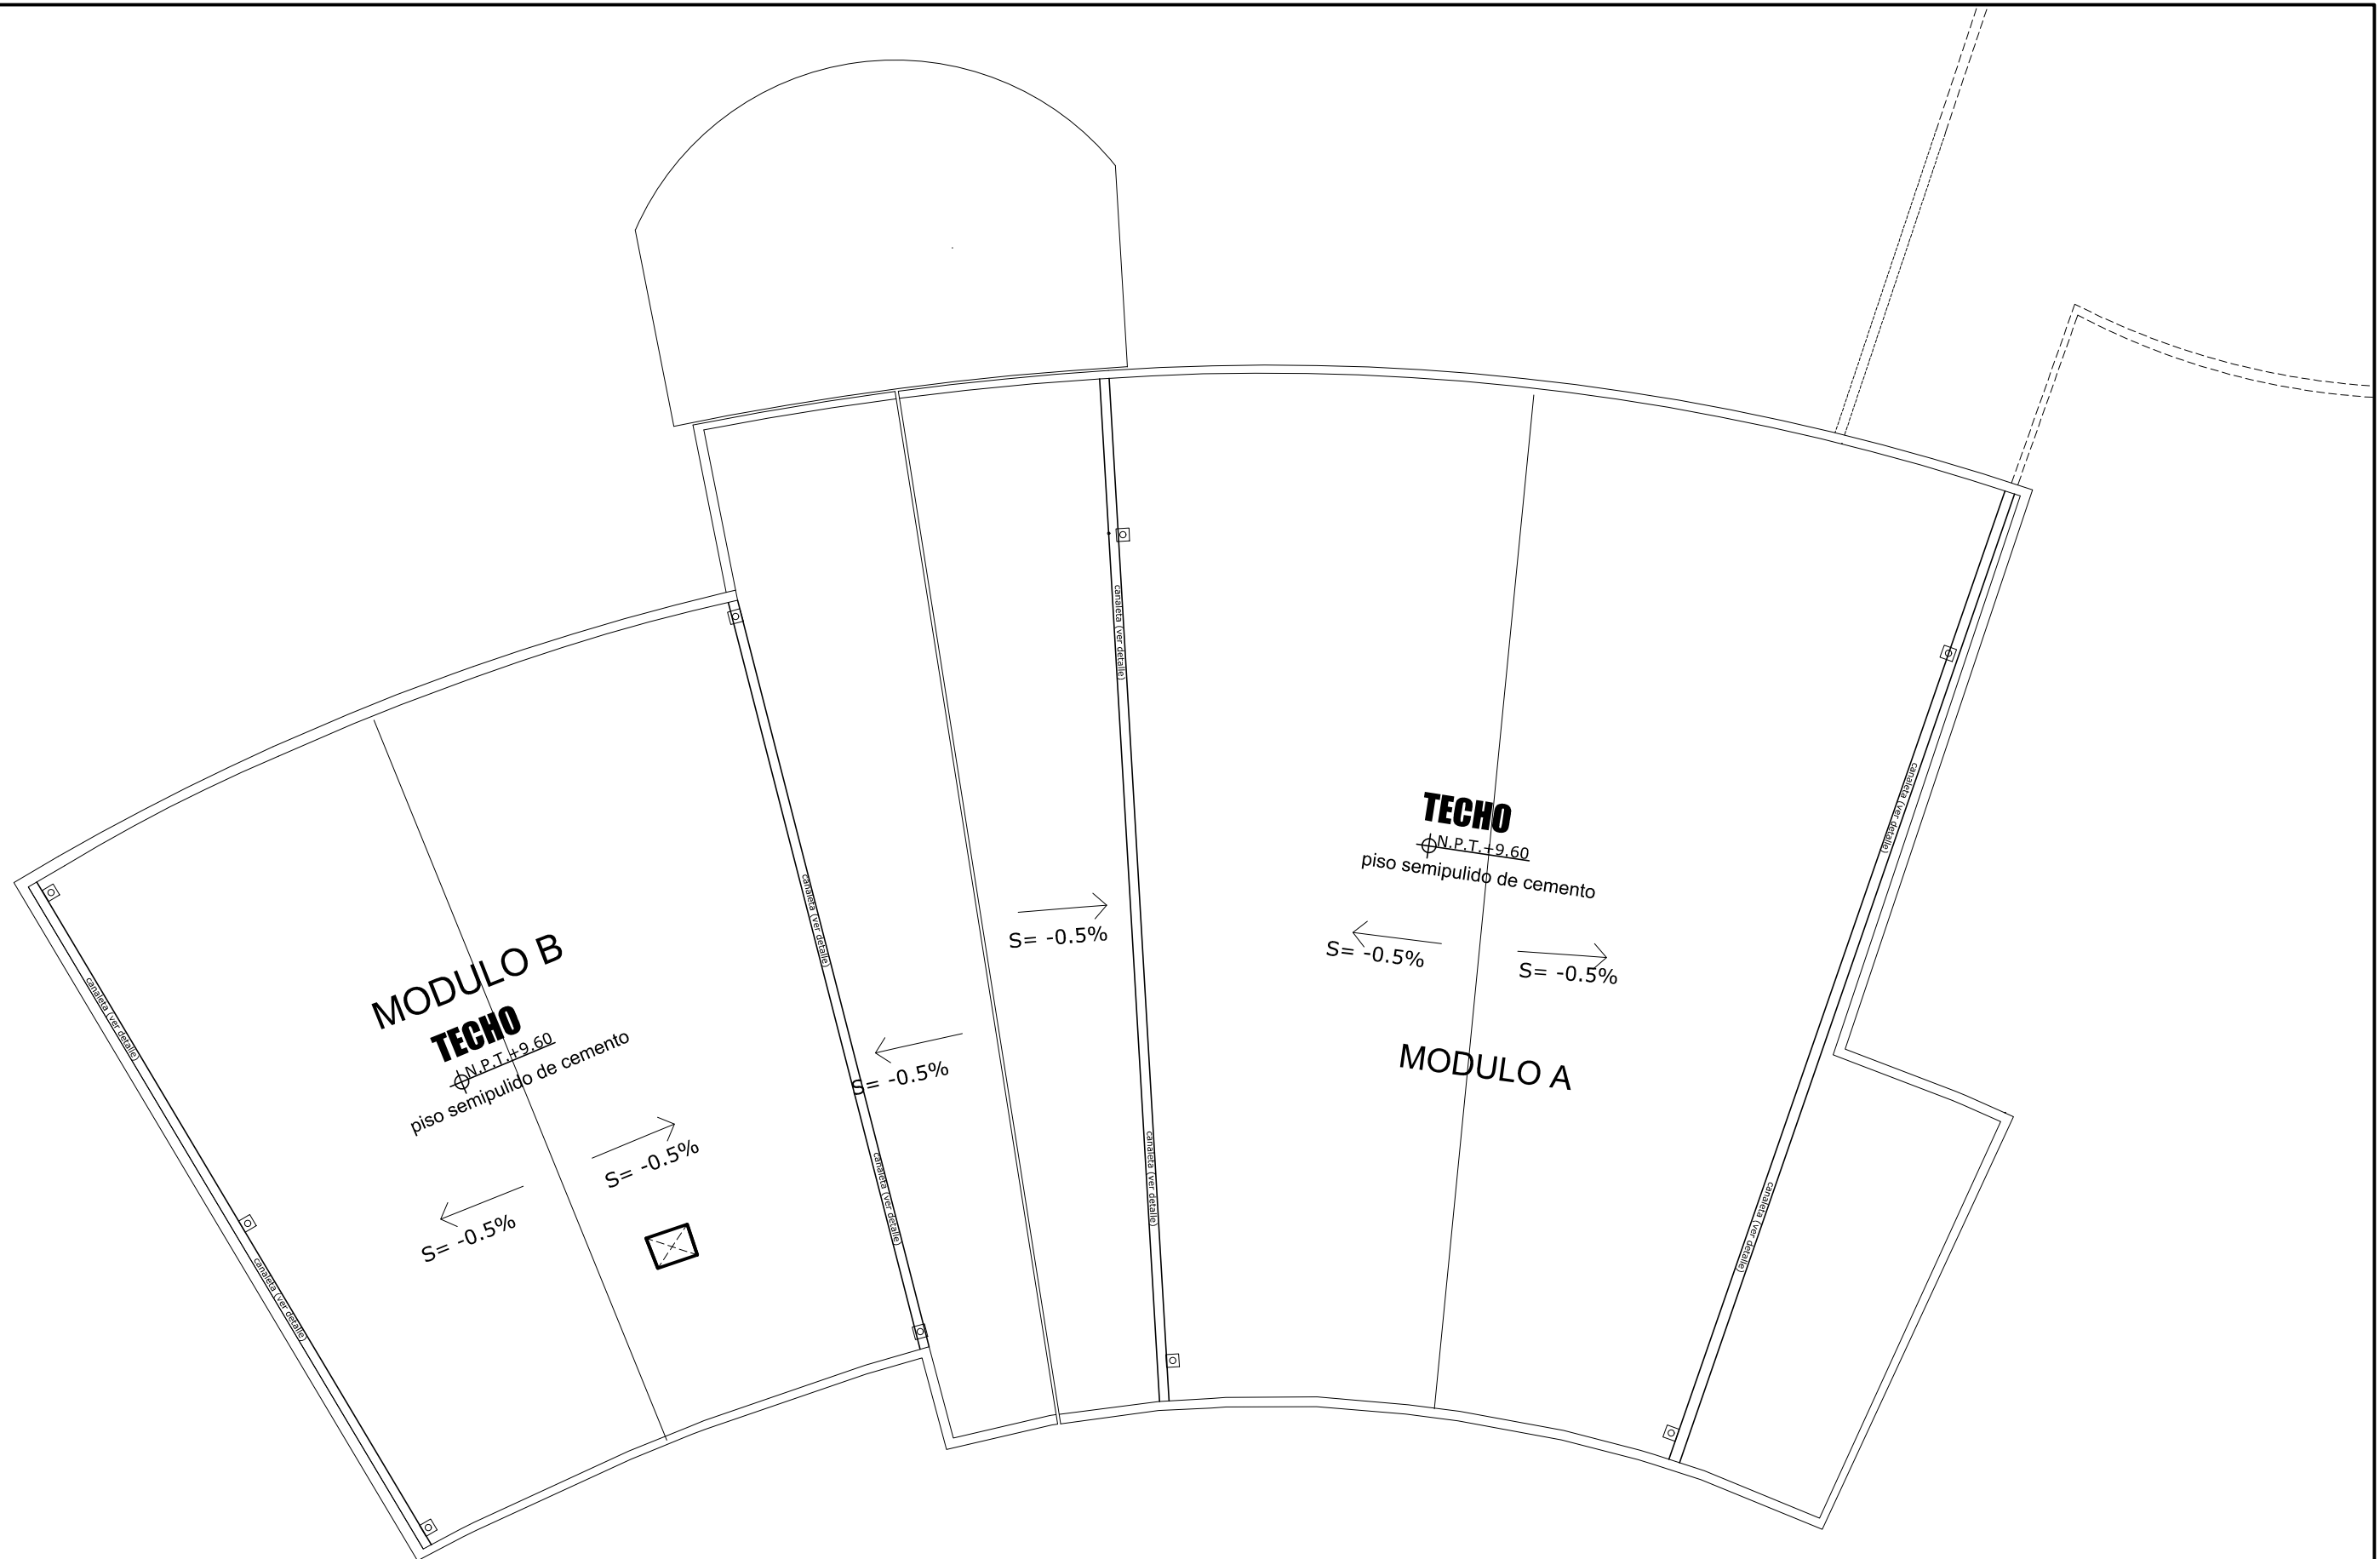 canaleta (ver detalle)
canaleta (ver detalle)
MODULO B
TECHO
N.P.T.+9.60
piso semipulido de cemento
S= -0.5%
S= -0.5%
canaleta (ver detalle)
canaleta (ver detalle)
S= -0.5%
S= -0.5%
canaleta (ver detalle)
canaleta (ver detalle)
TECHO
N.P.T.+9.60
piso semipulido de cemento
S= -0.5%
S= -0.5%
MODULO A
canaleta (ver detalle)
canaleta (ver detalle)